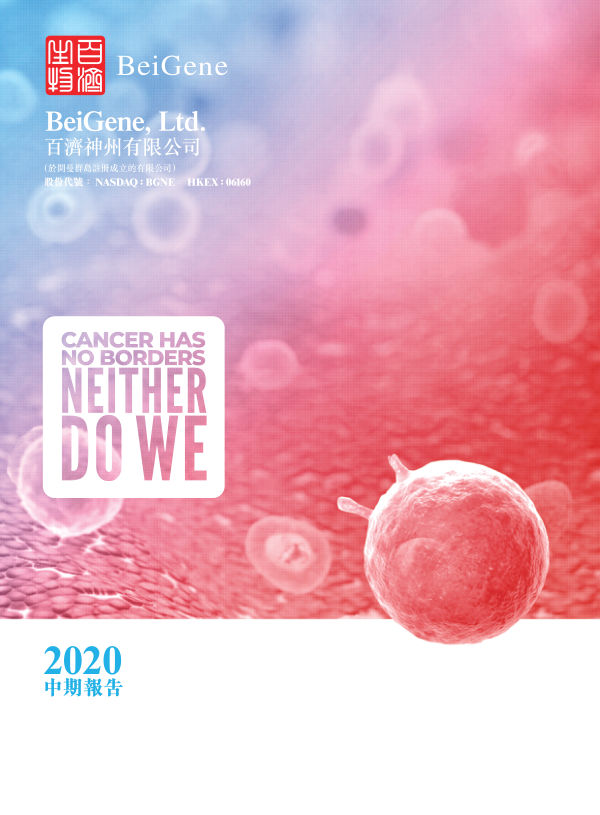 百濟
生物
BeiGene
BeiGene, Ltd.
百濟神州有限公司
(於開曼群島註冊成立的有限公司)
股份代號： NASDAQ : BGNE HKEX : 06160
CANCER HAS
NO BORDERS
NEITHER
DO WE
2020
中期報告